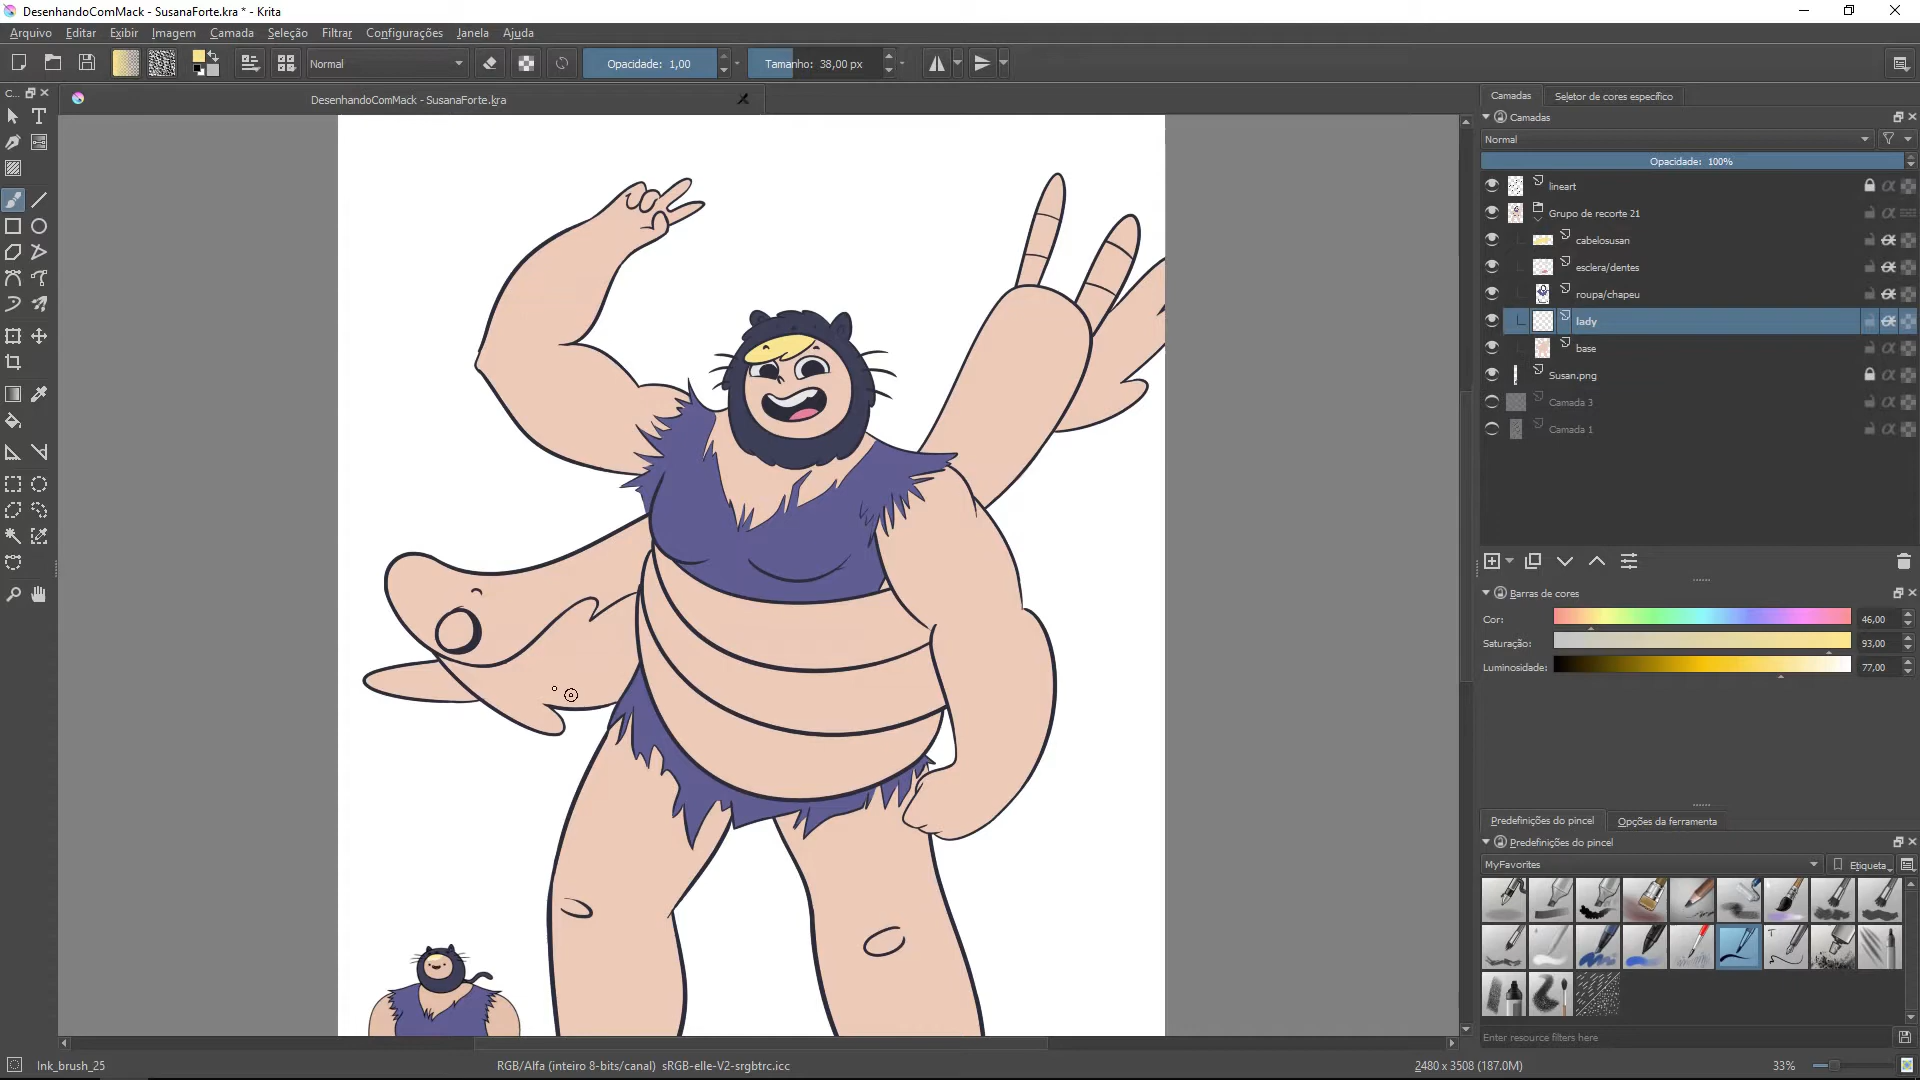 DesenhandoComMack - SusanaForte.kra * - Krita
Arquivo Editar Exibir Imagem Camada Seleção Filtrar Configurações Janela Ajuda
Normal Opacidade: 1,00 Tamanho: 38,00 px
C...
DesenhandoComMack - SusanaForte.kra
Camadas Seletor de cores específico
Camadas
Normal
Opacidade: 100%
lineart
Grupo de recorte 21
cabelosusan
esclera/dentes
roupa/chapeu
lady
base
Susan.png
Camada 3
Camada 1
Barras de cores
Cor: 46,00
Saturação: 93,00
Luminosidade: 77,00
Predefinições do pincel Opções da ferramenta
Predefinições do pincel
MyFavorites Etiqueta
Enter resource filters here
Ink_brush_25 RGB/Alfa (inteiro 8-bits/canal) sRGB-elle-V2-srgbtrc.icc 2480 x 3508 (187.0M) 33%